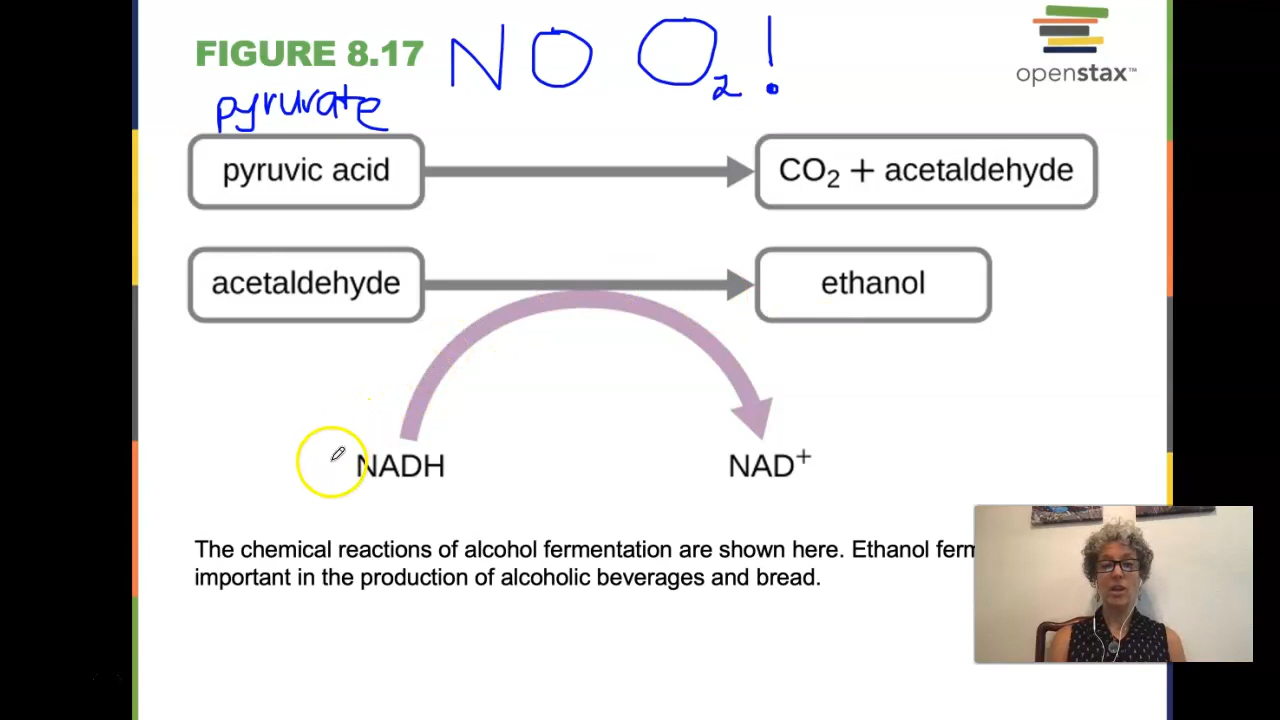 FIGURE 8.17 NO O₂!
openstax™
pyruvate
pyruvic acid
CO₂ + acetaldehyde
acetaldehyde
ethanol
NADH
NAD⁺
The chemical reactions of alcohol fermentation are shown here. Ethanol ferm
important in the production of alcoholic beverages and bread.